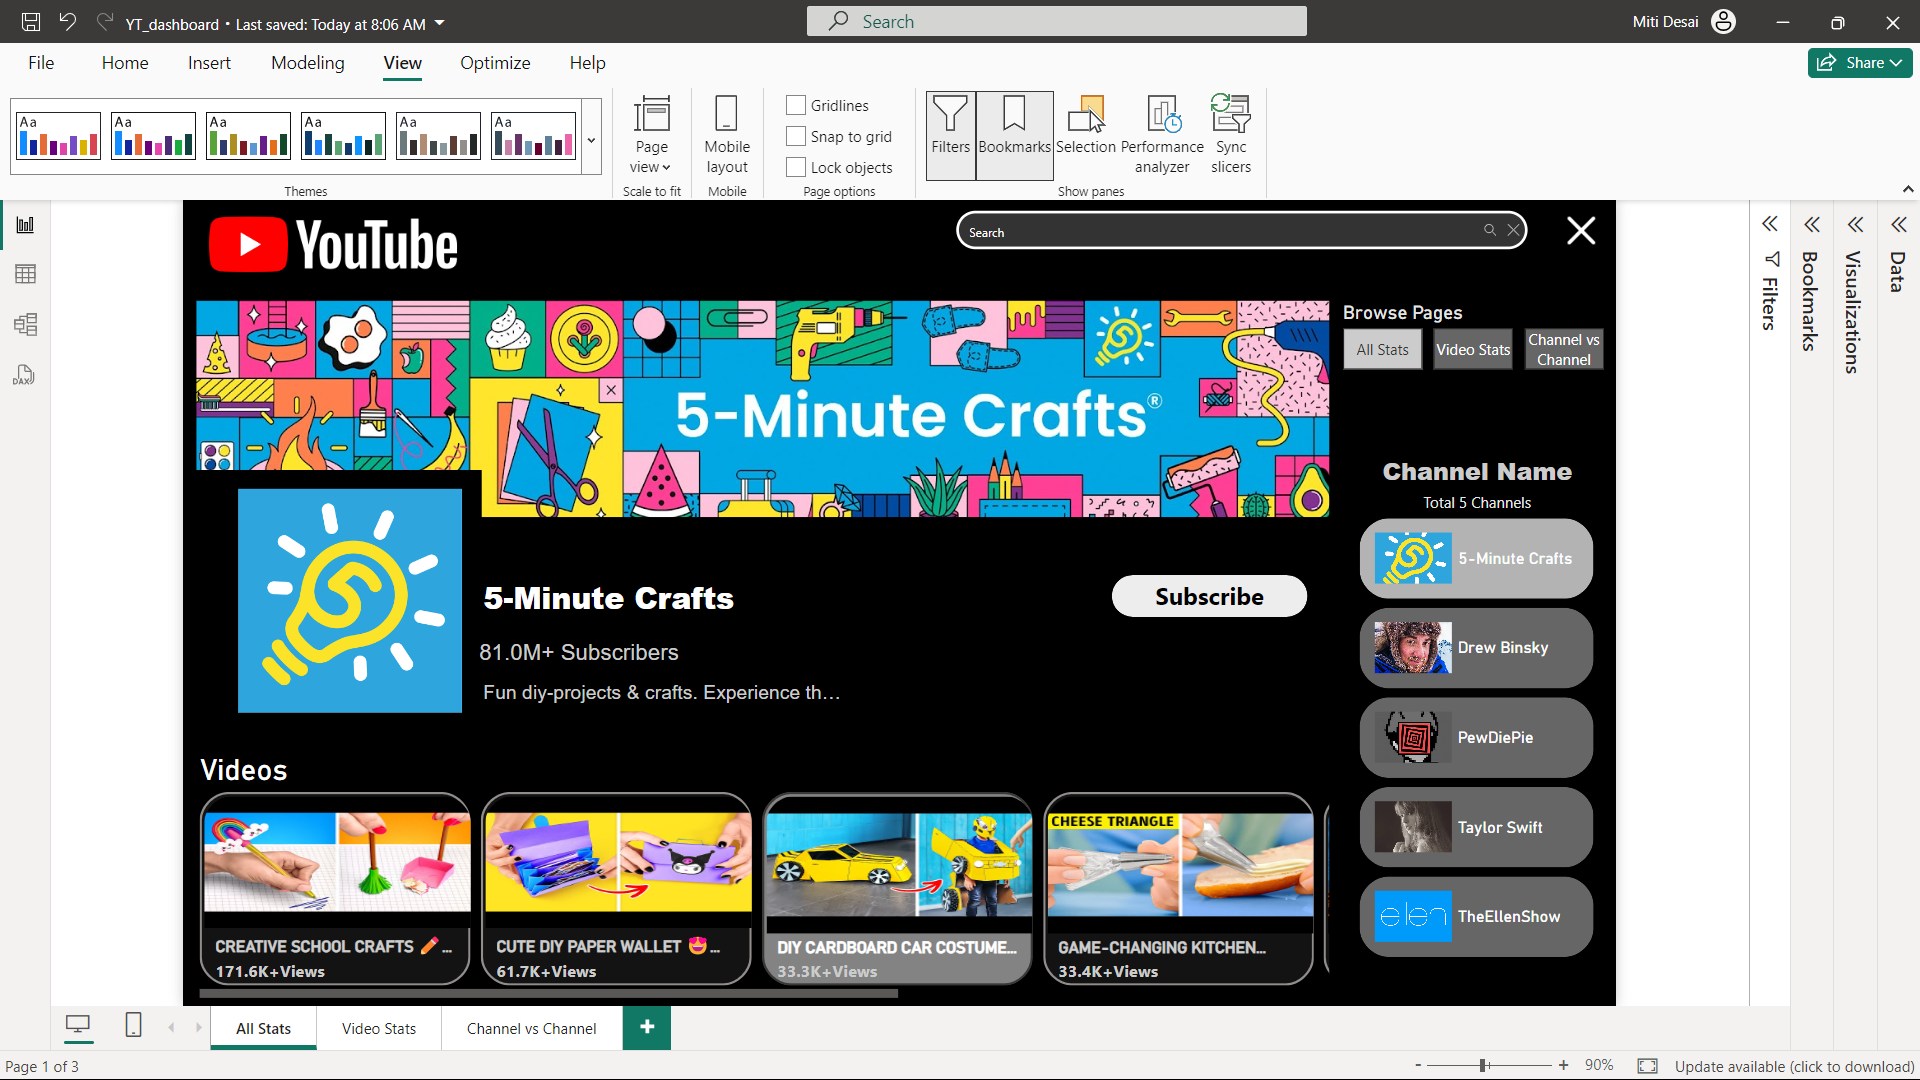 YT_dashboard • Last saved: Today at 8:06 AM
Search
Miti Desai
File Home Insert Modeling View Optimize Help
Share
Aa Aa Aa Aa Aa Aa
Themes
Page view
Scale to fit
Mobile layout
Mobile
Gridlines
Snap to grid
Lock objects
Page options
Filters
Bookmarks
Selection
Performance analyzer
Sync slicers
Show panes
DAX
YouTube
Search
5-Minute Crafts®
Browse Pages
All Stats
Video Stats
Channel vs Channel
Channel Name
Total 5 Channels
5-Minute Crafts
Drew Binsky
PewDiePie
Taylor Swift
elen
TheEllenShow
5-Minute Crafts
Subscribe
81.0M+ Subscribers
Fun diy-projects & crafts. Experience th...
Videos
CREATIVE SCHOOL CRAFTS 🖍️...
171.6K+Views
CUTE DIY PAPER WALLET 😍...
61.7K+Views
DIY CARDBOARD CAR COSTUME...
33.3K+Views
CHEESE TRIANGLE
GAME-CHANGING KITCHEN...
33.4K+Views
Filters
Bookmarks
Visualizations
Data
All Stats
Video Stats
Channel vs Channel
+
Page 1 of 3
- + 90%
Update available (click to download)